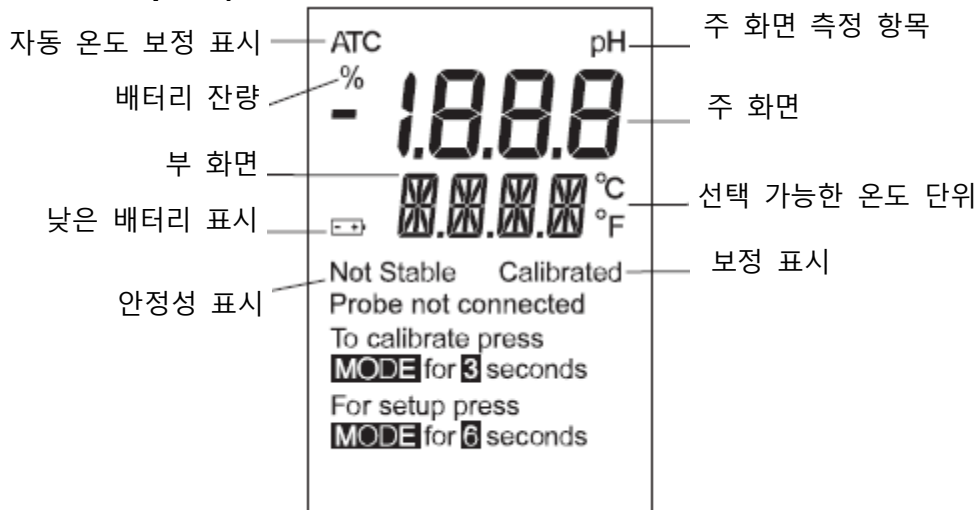 자동 온도 보정 표시
ATC
pH
주 화면 측정 항목
배터리 잔량
%
-1.8.8.8
주 화면
부 화면
°C
선택 가능한 온도 단위
낮은 배터리 표시
°F
Not Stable Calibrated
보정 표시
안정성 표시
Probe not connected
To calibrate press
MODE for 3 seconds
For setup press
MODE for 6 seconds